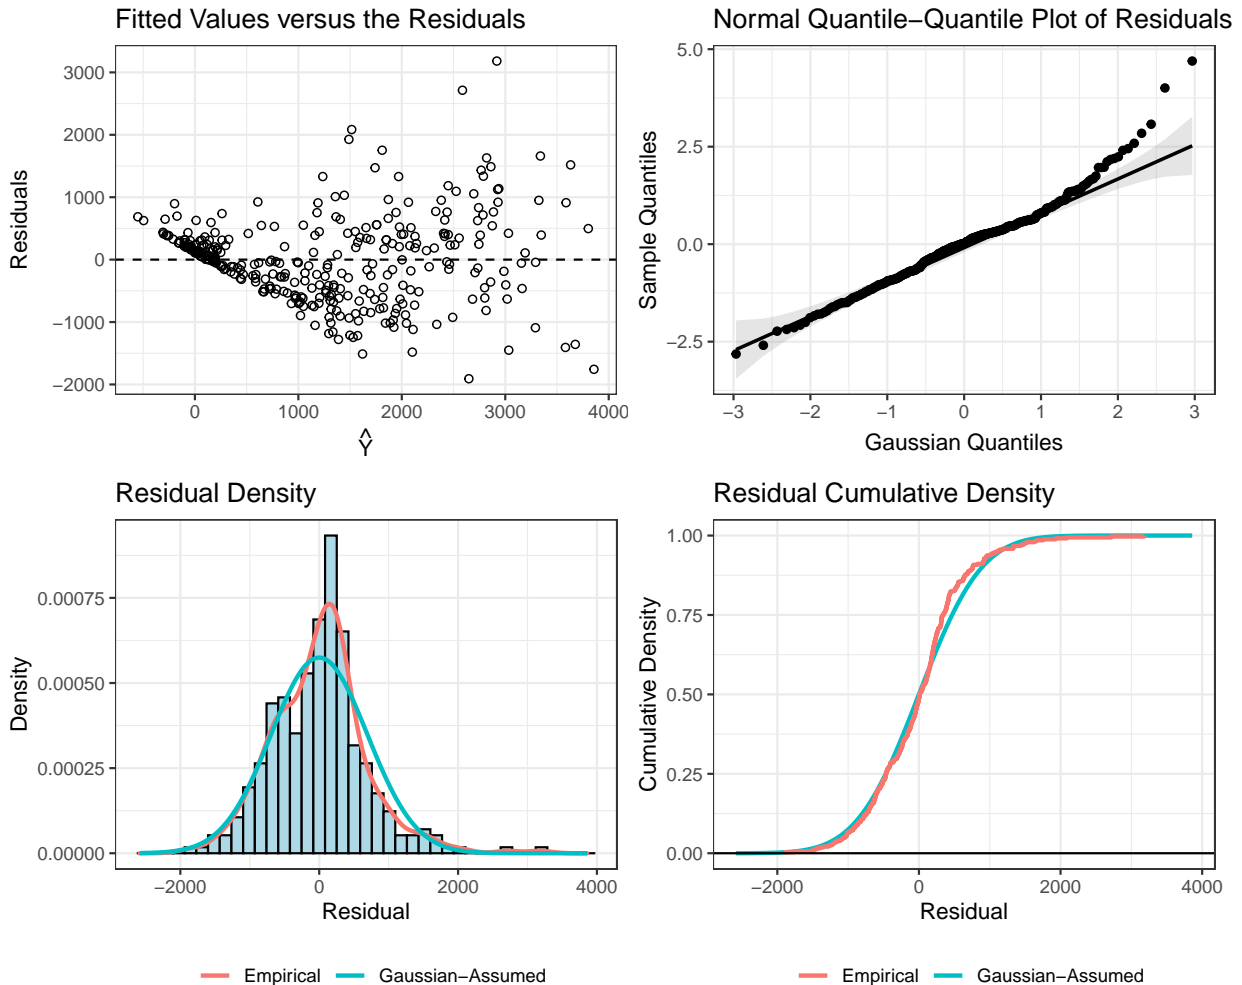 Fitted Values versus the Residuals
Residuals
3000
2000
1000
0
−1000
−2000
0 1000 2000 3000 4000
Ŷ
Normal Quantile−Quantile Plot of Residuals
Sample Quantiles
5.0
2.5
0.0
−2.5
−3 −2 −1 0 1 2 3
Gaussian Quantiles
Residual Density
Density
0.00075
0.00050
0.00025
0.00000
−2000 0 2000 4000
Residual
Empirical Gaussian−Assumed
Residual Cumulative Density
Cumulative Density
1.00
0.75
0.50
0.25
0.00
−2000 0 2000 4000
Residual
Empirical Gaussian−Assumed